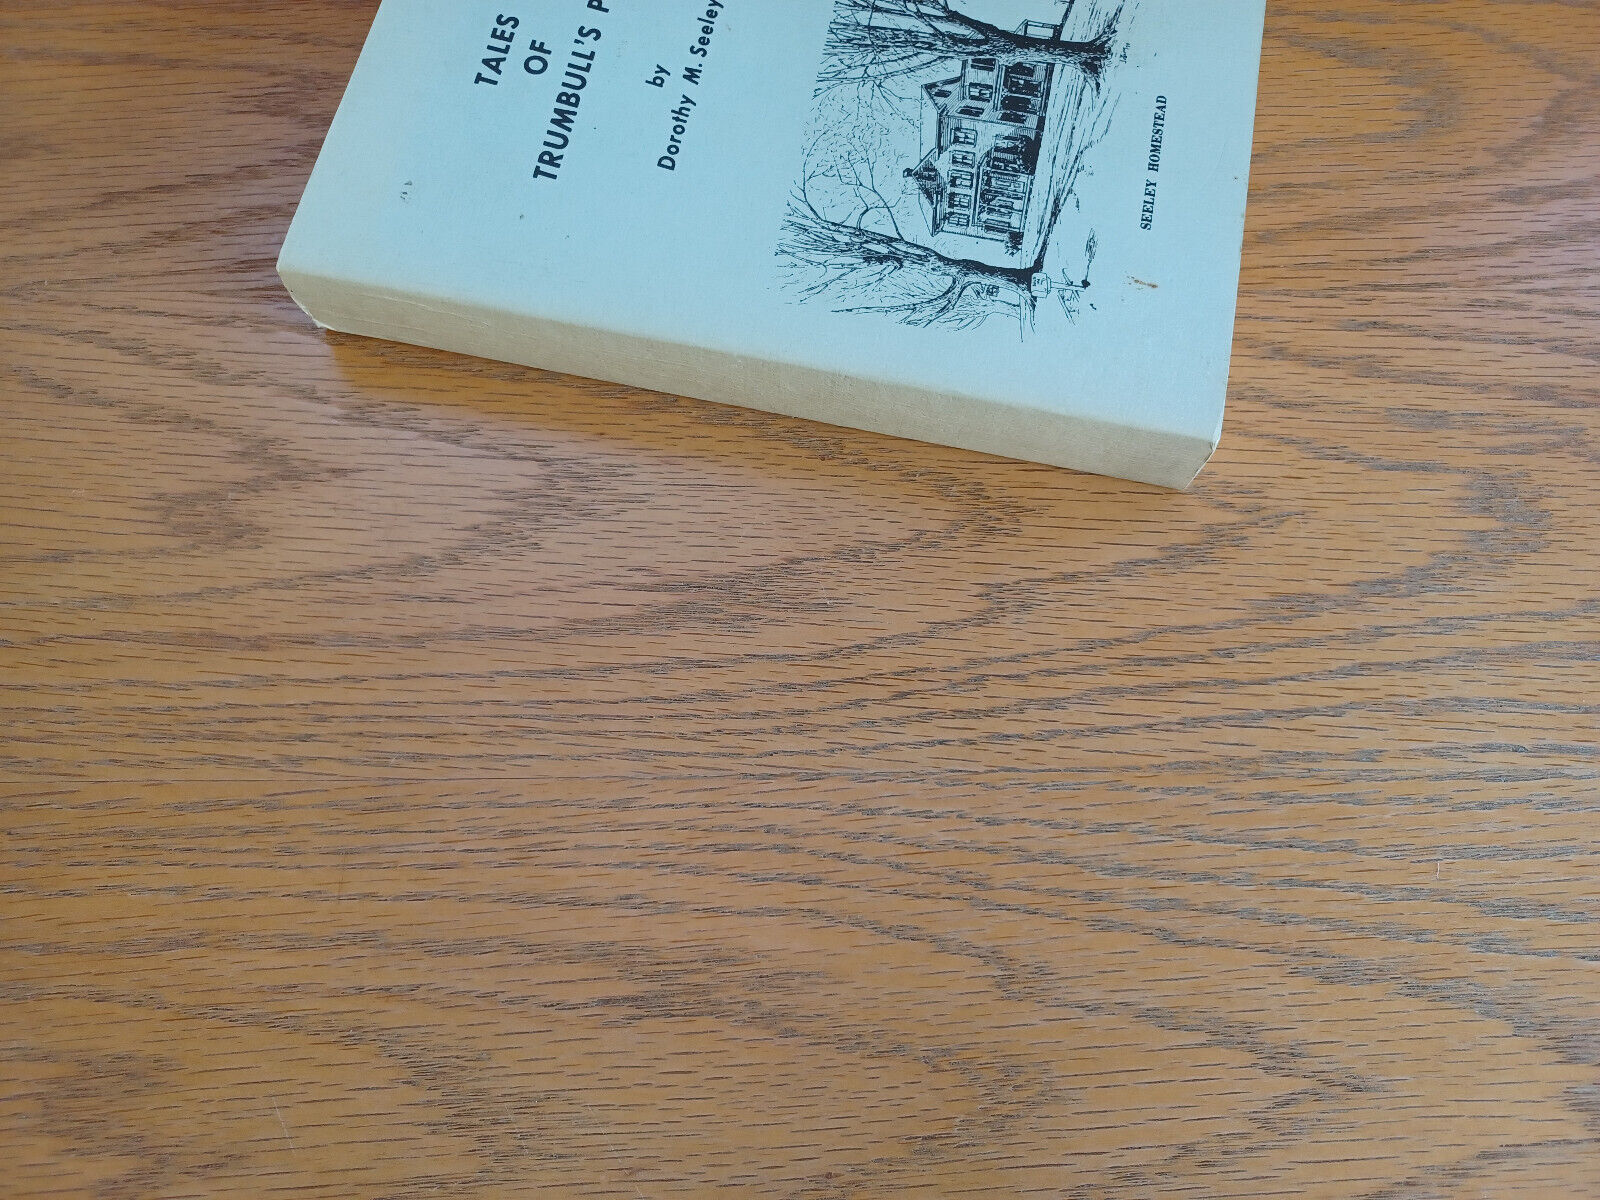 TALES
OF
TRUMBULL'S P
by
Dorothy M. Seeley
SEELEY HOMESTEAD